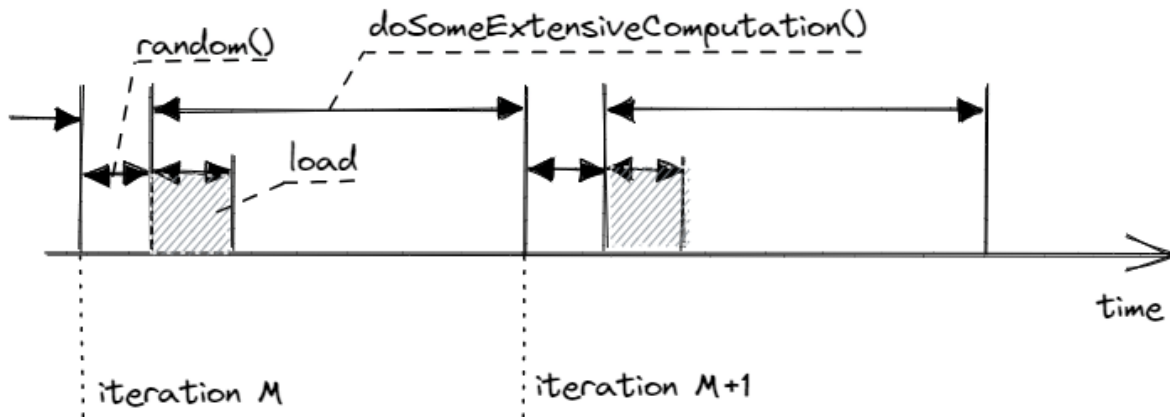 doSomeExtensiveComputation()
random()
load
time
iteration M
iteration M+1